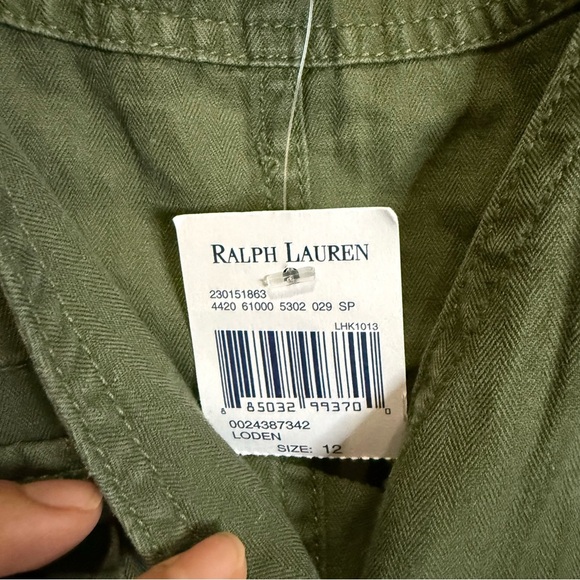 RALPH LAUREN
230151863
4420 61000 5302 029 SP
LHK1013
8 85032 99370 0
0024387342
LODEN
SIZE: 12